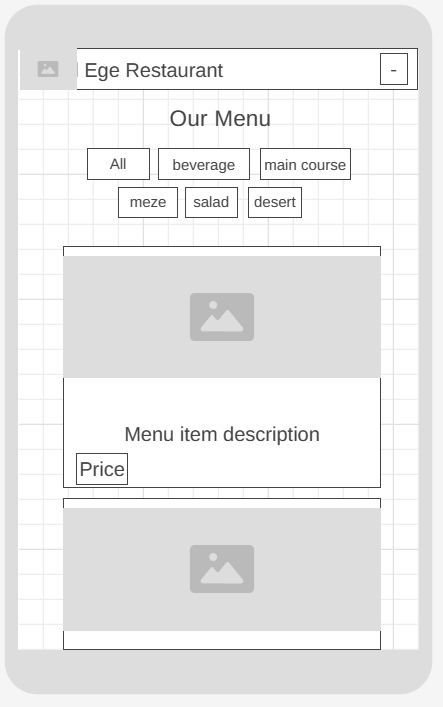 Ege Restaurant
-
Our Menu
All
beverage
main course
meze
salad
desert
Menu item description
Price